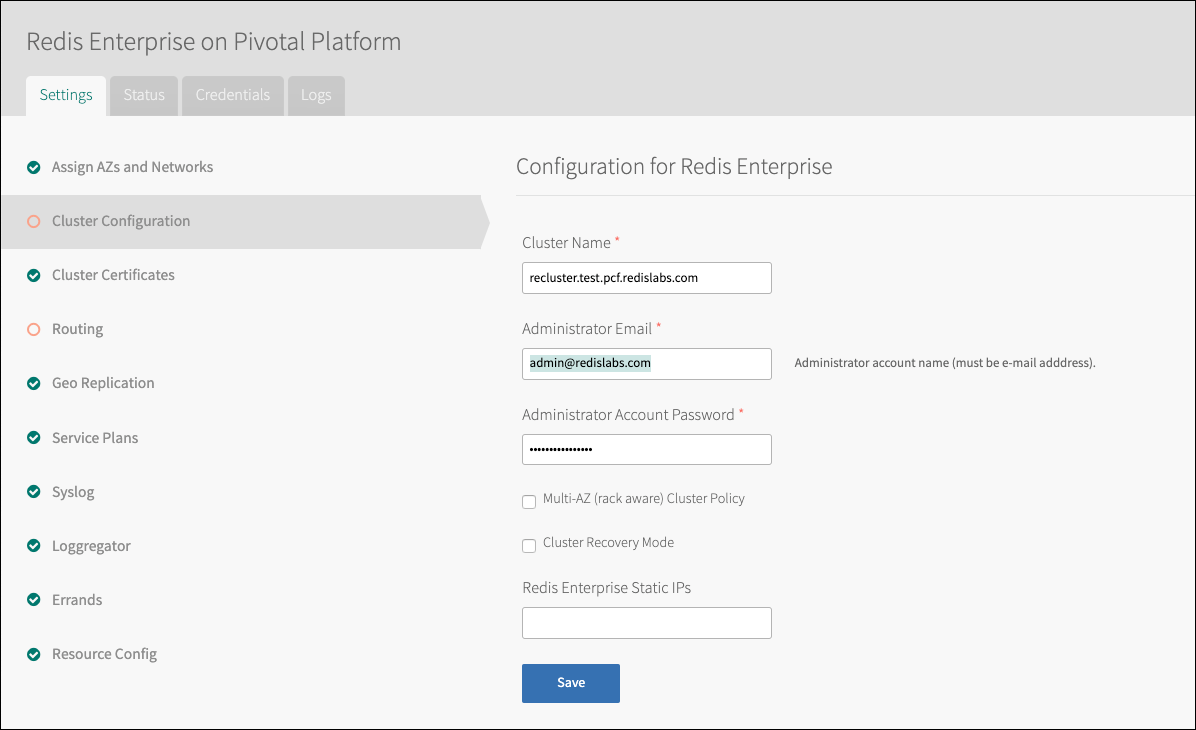 Redis Enterprise on Pivotal Platform
Settings
Status
Credentials
Logs
Assign AZs and Networks
Cluster Configuration
Cluster Certificates
Routing
Geo Replication
Service Plans
Syslog
Loggregator
Errands
Resource Config
Configuration for Redis Enterprise
Cluster Name *
recluster.test.pcf.redislabs.com
Administrator Email *
admin@redislabs.com
Administrator account name (must be e-mail adddress).
Administrator Account Password *
••••••••••••••••
Multi-AZ (rack aware) Cluster Policy
Cluster Recovery Mode
Redis Enterprise Static IPs
Save